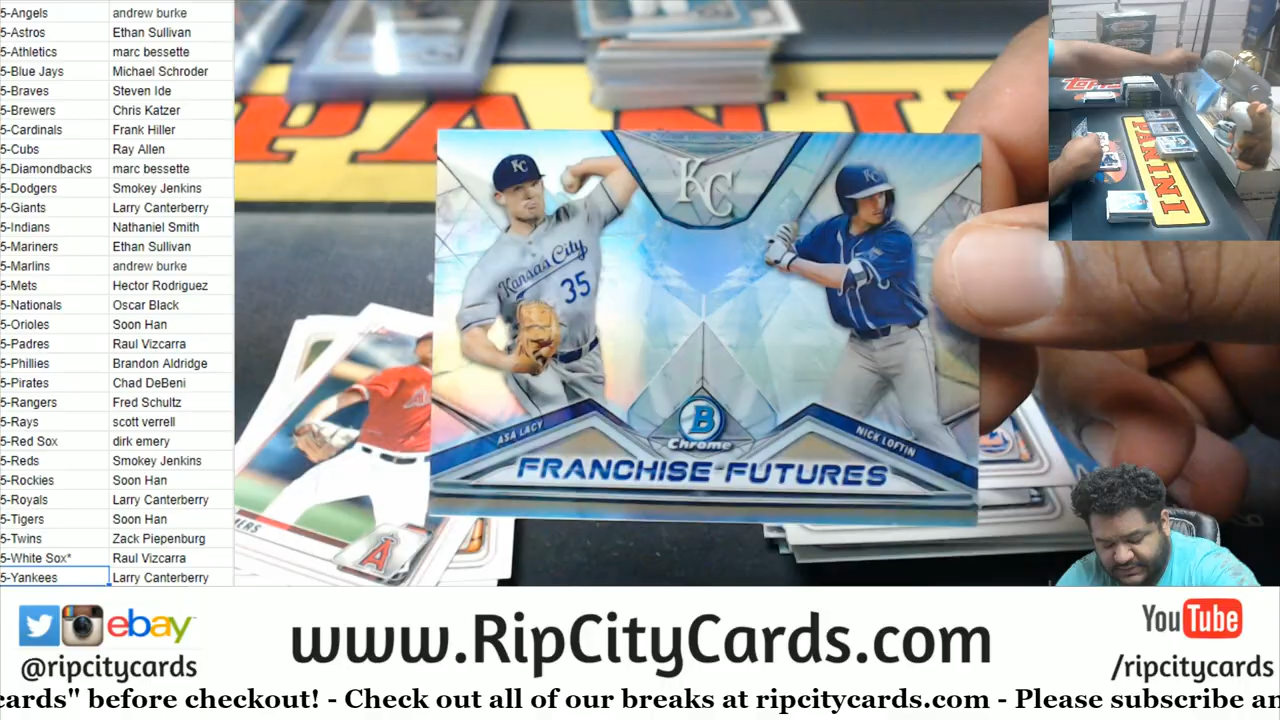 5-Angels andrew burke
5-Astros Ethan Sullivan
5-Athletics marc bessette
5-Blue Jays Michael Schroder
5-Braves Steven Ide
5-Brewers Chris Katzer
5-Cardinals Frank Hiller
5-Cubs Ray Allen
5-Diamondbacks marc bessette
5-Dodgers Smokey Jenkins
5-Giants Larry Canterberry
5-Indians Nathaniel Smith
5-Mariners Ethan Sullivan
5-Marlins andrew burke
5-Mets Hector Rodriguez
5-Nationals Oscar Black
5-Orioles Soon Han
5-Padres Raul Vizcarra
5-Phillies Brandon Aldridge
5-Pirates Chad DeBeni
5-Rangers Fred Schultz
5-Rays scott verrell
5-Red Sox dirk emery
5-Reds Smokey Jenkins
5-Rockies Soon Han
5-Royals Larry Canterberry
5-Tigers Soon Han
5-Twins Zack Piepenburg
5-White Sox* Raul Vizcarra
5-Yankees Larry Canterberry
PANINI
KC
KC
KC
Kansas City
35
ASA LACY
B
Chrome
NICK LOFTIN
FRANCHISE FUTURES
A
PANINI
ebay
@ripcitycards
www.RipCityCards.com
YouTube
/ripcitycards
cards" before checkout! - Check out all of our breaks at ripcitycards.com - Please subscribe an